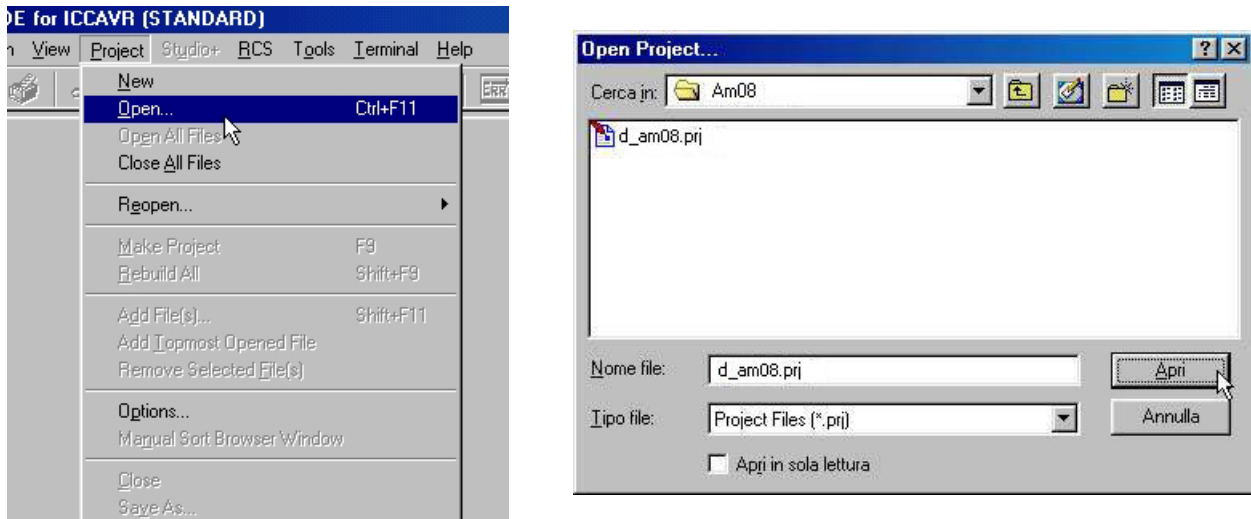 DE for ICCAVR (STANDARD)
View Project Studio+ RCS Tools Terminal Help
New
Open... Ctrl+F11
Open All Files
Close All Files
Reopen...
Make Project F9
Rebuild All Shift+F9
Add File(s)... Shift+F11
Add Topmost Opened File
Remove Selected File(s)
Options...
Manual Sort Browser Window
Close
Save As...
ERR
Open Project...
Cerca in: Am08
d_am08.prj
Nome file: d_am08.prj Apri
Tipo file: Project Files (*.prj) Annulla
Apri in sola lettura